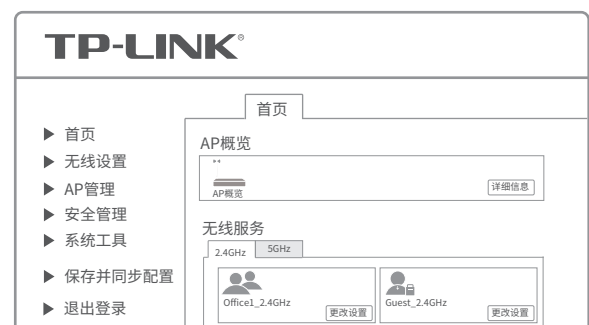 TP-LINK®
首页
首页
无线设置
AP管理
安全管理
系统工具
保存并同步配置
退出登录
AP概览
AP概览
详细信息
无线服务
2.4GHz 5GHz
Office1_2.4GHz
更改设置
Guest_2.4GHz
更改设置